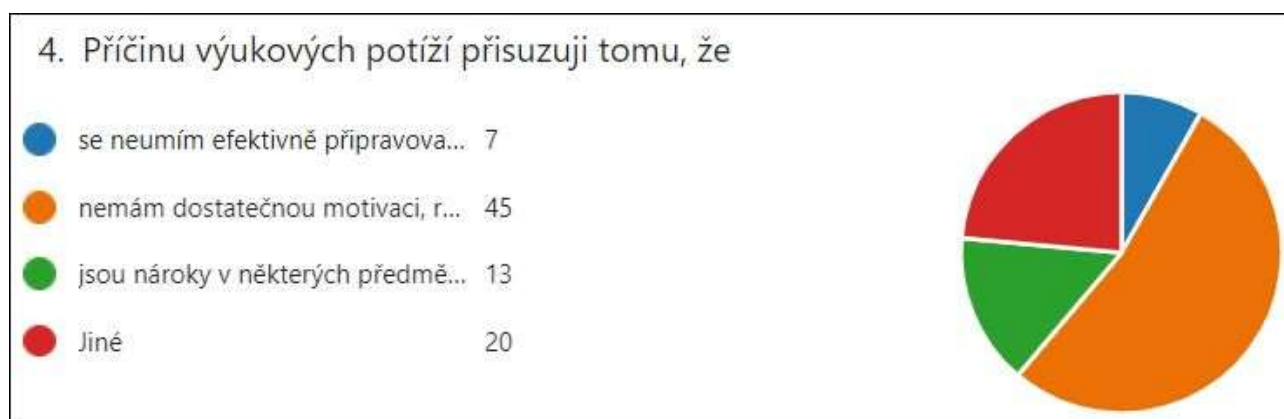 4. Příčinu výukových potíží přisuzuji tomu, že
se neumím efektivně připravova... 7
nemám dostatečnou motivaci, r... 45
jsou nároky v některých předmě... 13
Jiné 20